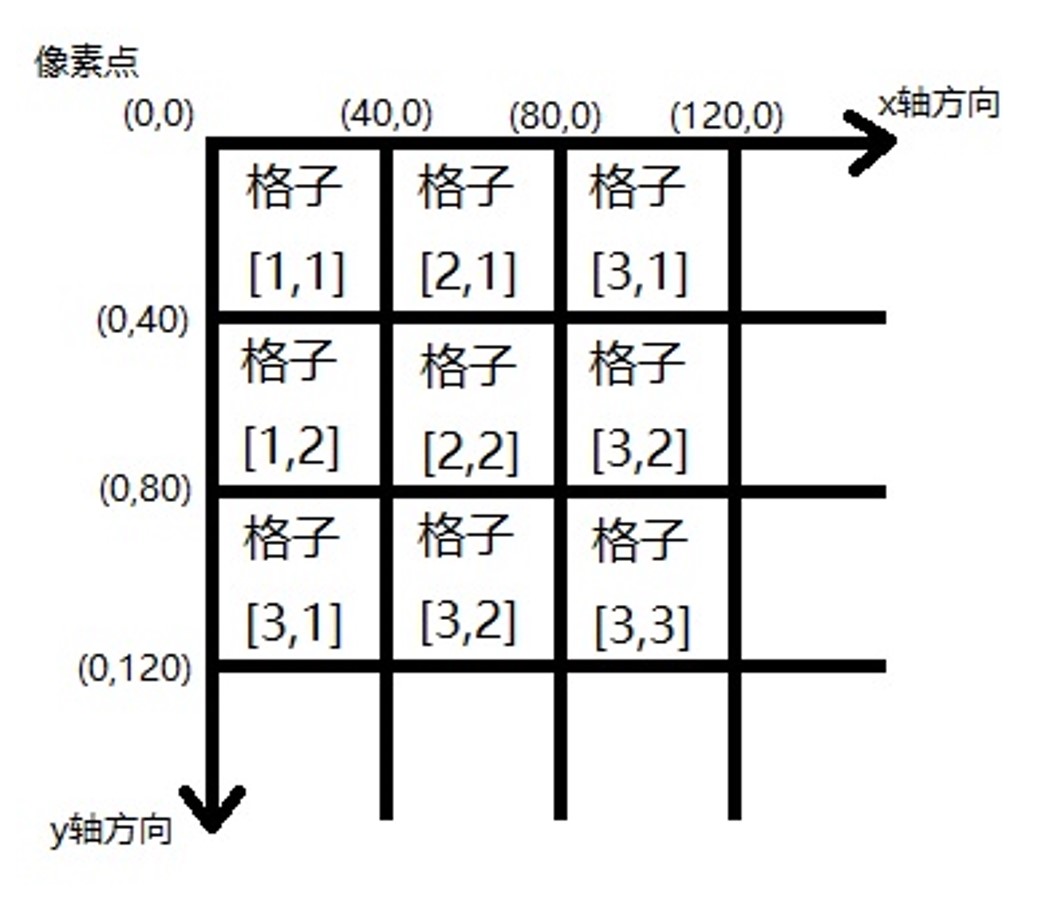 像素点
(0,0) (40,0) (80,0) (120,0) x轴方向
格子 格子 格子
[1,1] [2,1] [3,1]
(0,40)
格子 格子 格子
[1,2] [2,2] [3,2]
(0,80)
格子 格子 格子
[3,1] [3,2] [3,3]
(0,120)
y轴方向